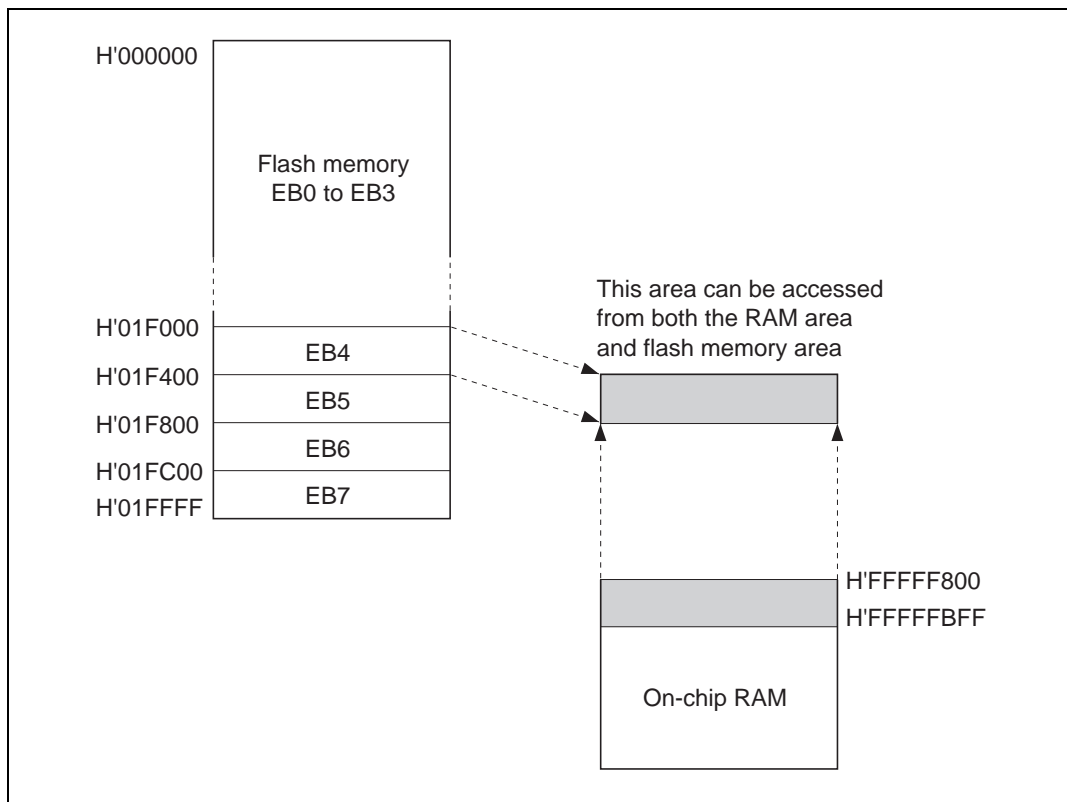 H'000000
Flash memory
EB0 to EB3
This area can be accessed
from both the RAM area
and flash memory area
H'01F000
EB4
H'01F400
EB5
H'01F800
EB6
H'01FC00
EB7
H'01FFFF
H'FFFFF800
H'FFFFFBFF
On-chip RAM